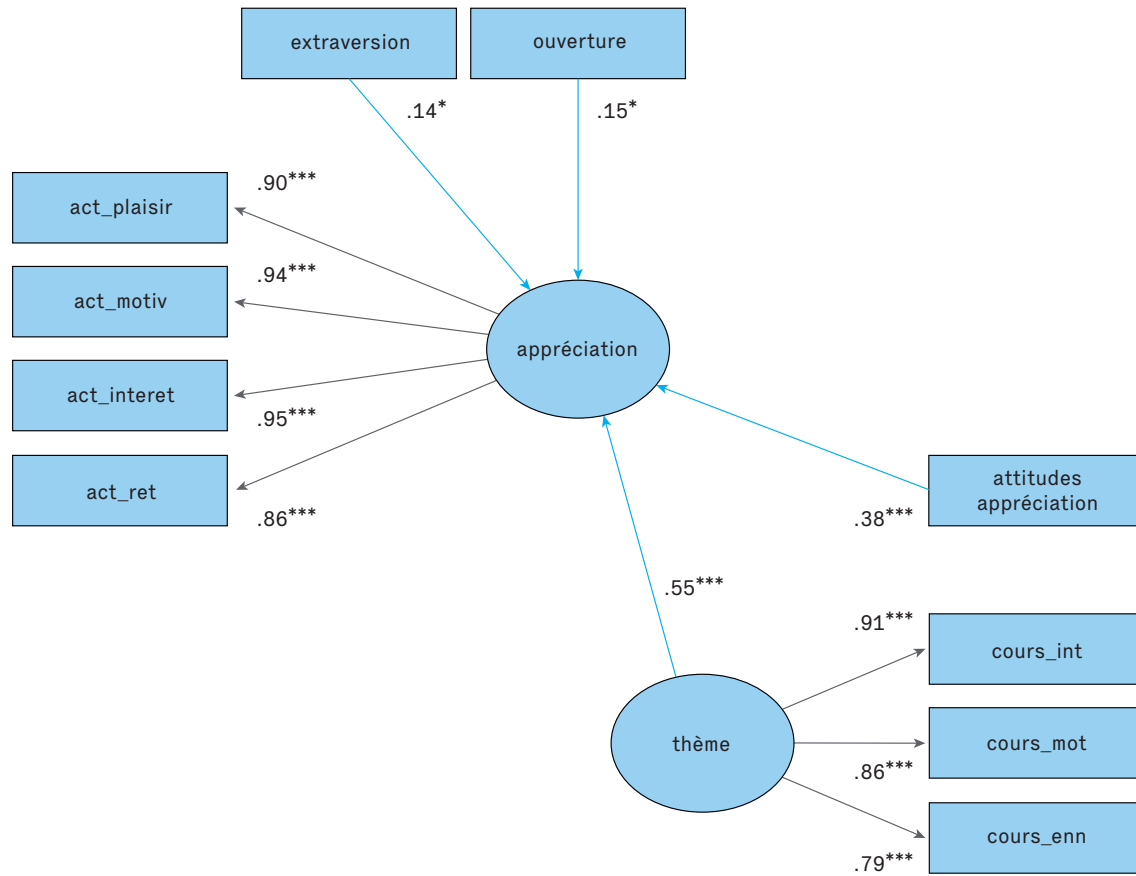 extraversion
ouverture
.14*
.15*
.90***
act_plaisir
.94***
act_motiv
appréciation
act_interet
.95***
act_ret
.86***
attitudes
appréciation
.38***
.55***
.91***
cours_int
thème
cours_mot
.86***
cours_enn
.79***